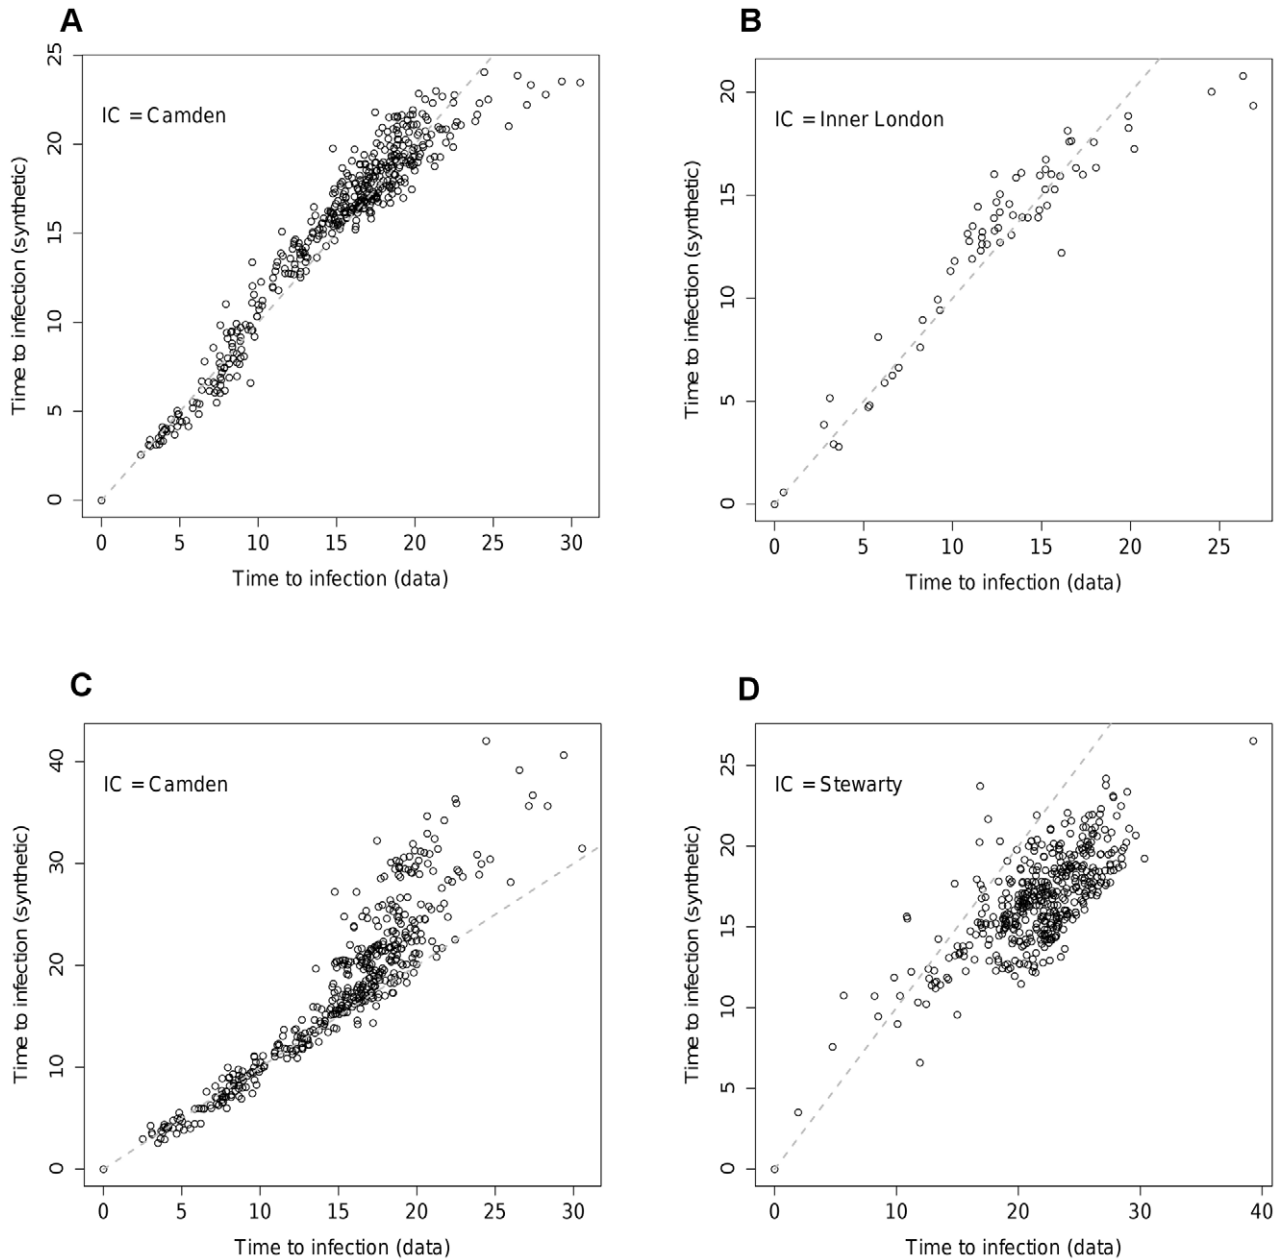 A
IC = Camden
Time to infection (synthetic)
0
5
10
15
20
25
0 5 10 15 20 25 30
Time to infection (data)
B
IC = Inner London
Time to infection (synthetic)
0
5
10
15
20
0 5 10 15 20 25
Time to infection (data)
C
IC = Camden
Time to infection (synthetic)
0
10
20
30
40
0 5 10 15 20 25 30
Time to infection (data)
D
IC = Stewarty
Time to infection (synthetic)
0
5
10
15
20
25
0 10 20 30 40
Time to infection (data)